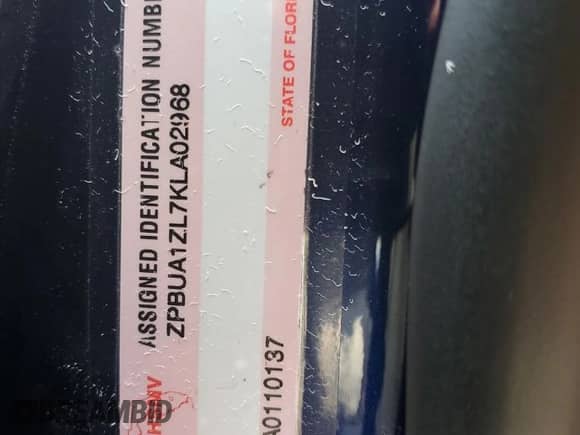 ASSIGNED IDENTIFICATION NUMB
ZPBUA1ZL7KLA02968
STATE OF FLOR
A0110137